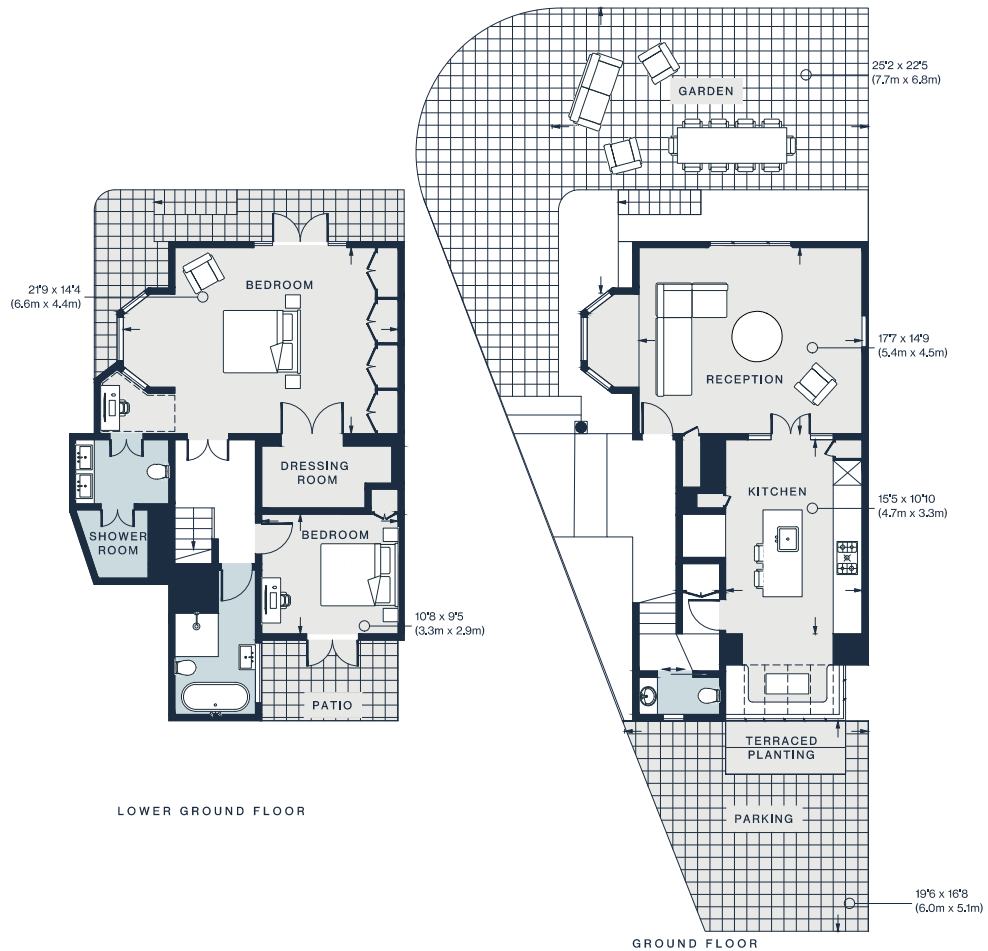 25'2 x 22'5
(7.7m x 6.8m)
GARDEN
21'9 x 14'4
(6.6m x 4.4m)
BEDROOM
17'7 x 14'9
(5.4m x 4.5m)
RECEPTION
DRESSING
ROOM
KITCHEN
15'5 x 10'10
(4.7m x 3.3m)
SHOWER
ROOM
BEDROOM
10'8 x 9'5
(3.3m x 2.9m)
PATIO
TERRACED
PLANTING
PARKING
LOWER GROUND FLOOR
19'6 x 16'8
(6.0m x 5.1m)
GROUND FLOOR